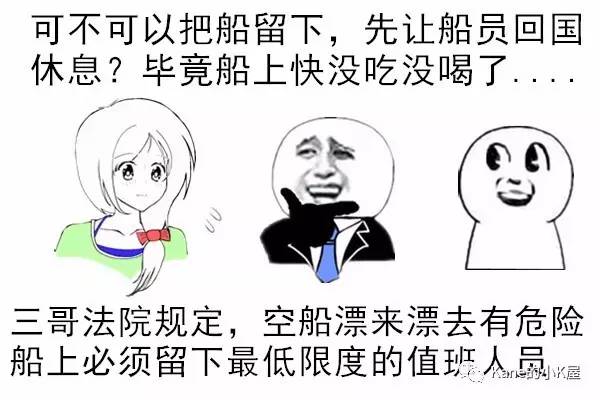 可不可以把船留下，先让船员回国
休息？毕竟船上快没吃没喝了....
三哥法院规定，空船漂来漂去有危险
船上必须留下最低限度的值班人员
Kane的小K屋